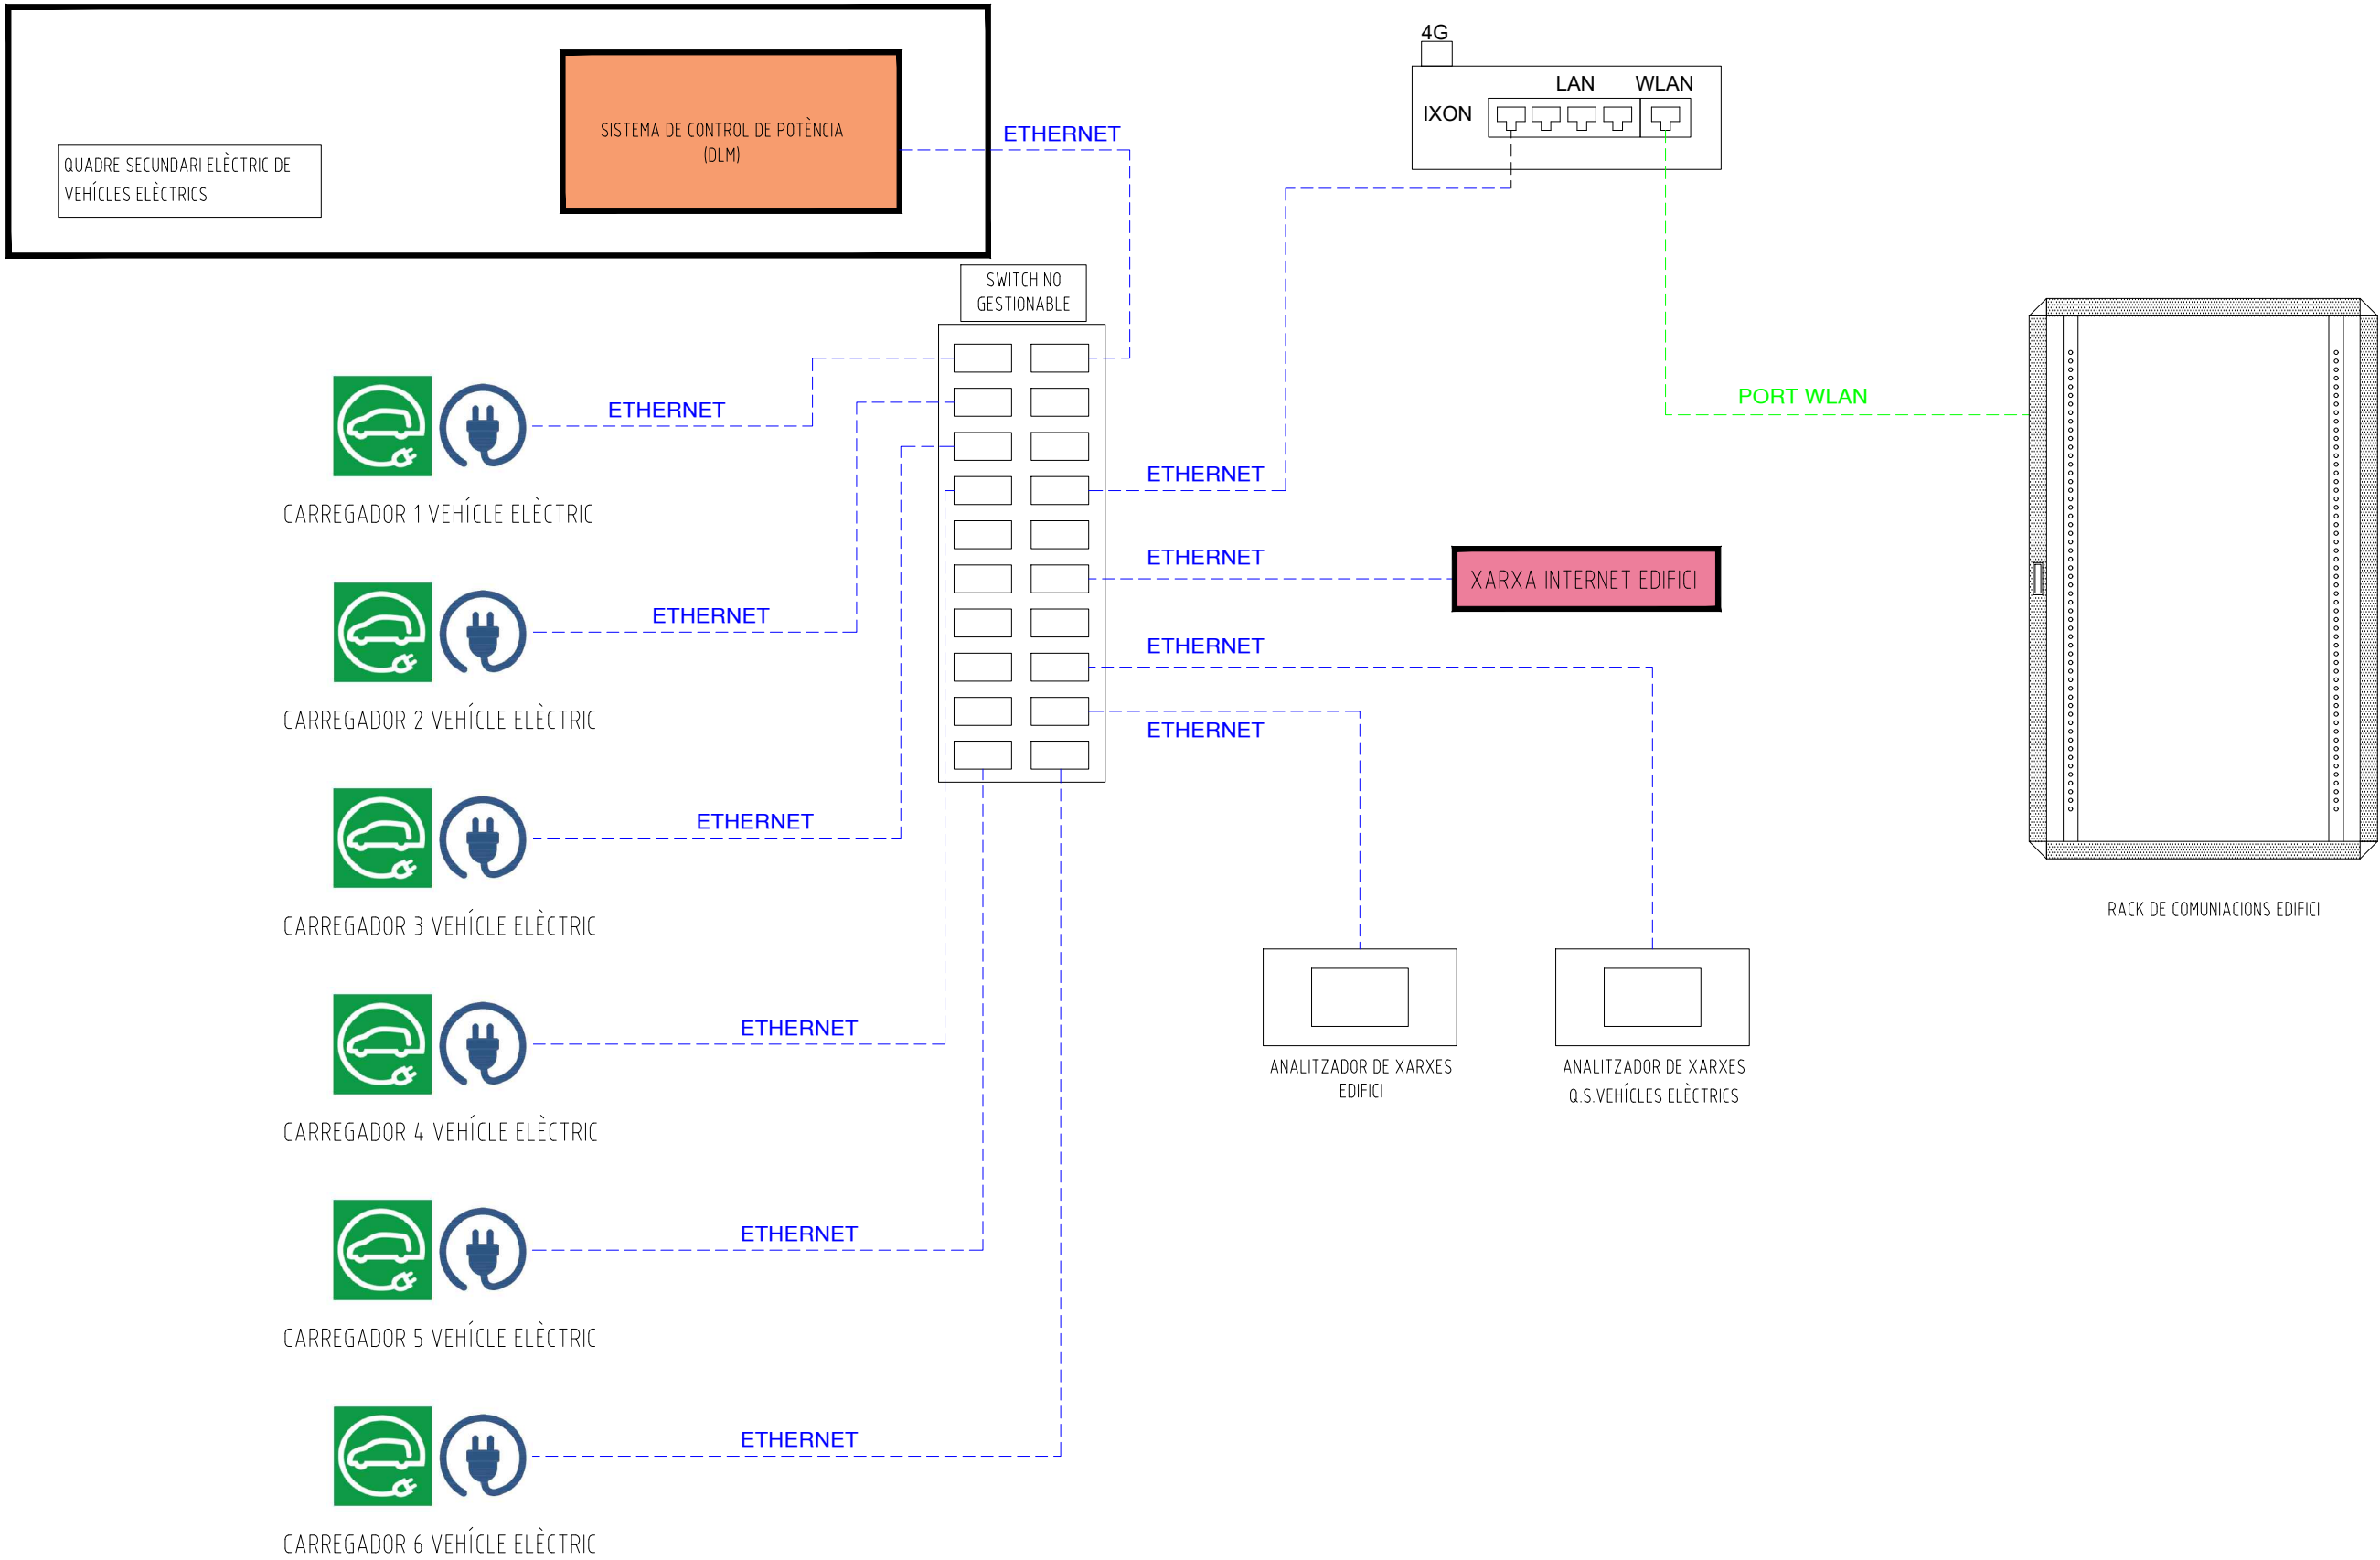 4G
LAN WLAN
IXON
SISTEMA DE CONTROL DE POTÈNCIA
(DLM)
ETHERNET
QUADRE SECUNDARI ELÈCTRIC DE
VEHÍCLES ELÈCTRICS
SWITCH NO
GESTIONABLE
PORT WLAN
ETHERNET
CARREGADOR 1 VEHÍCLE ELÈCTRIC
ETHERNET
ETHERNET
XARXA INTERNET EDIFICI
ETHERNET
CARREGADOR 2 VEHÍCLE ELÈCTRIC
ETHERNET
ETHERNET
ETHERNET
CARREGADOR 3 VEHÍCLE ELÈCTRIC
RACK DE COMUNIACIONS EDIFICI
ETHERNET
CARREGADOR 4 VEHÍCLE ELÈCTRIC
ANALITZADOR DE XARXES
EDIFICI
ANALITZADOR DE XARXES
Q.S.VEHÍCLES ELÈCTRICS
ETHERNET
CARREGADOR 5 VEHÍCLE ELÈCTRIC
ETHERNET
CARREGADOR 6 VEHÍCLE ELÈCTRIC